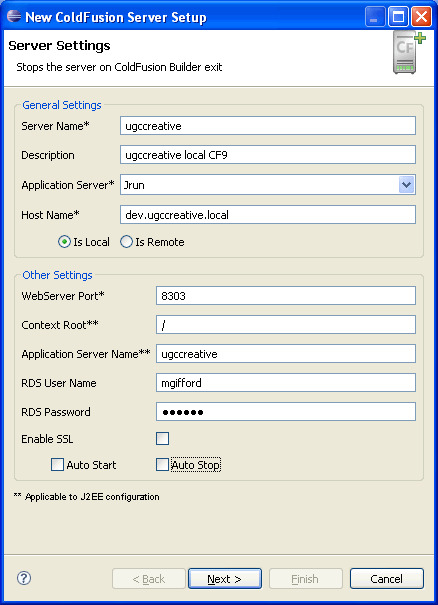 New ColdFusion Server Setup
Server Settings
Stops the server on ColdFusion Builder exit
CF
General Settings
Server Name* ugccreative
Description ugccreative local CF9
Application Server* Jrun
Host Name* dev.ugccreative.local
Is Local Is Remote
Other Settings
WebServer Port* 8303
Context Root** /
Application Server Name** ugccreative
RDS User Name mgifford
RDS Password ●●●●●●
Enable SSL
Auto Start Auto Stop
** Applicable to J2EE configuration
? < Back Next > Finish Cancel